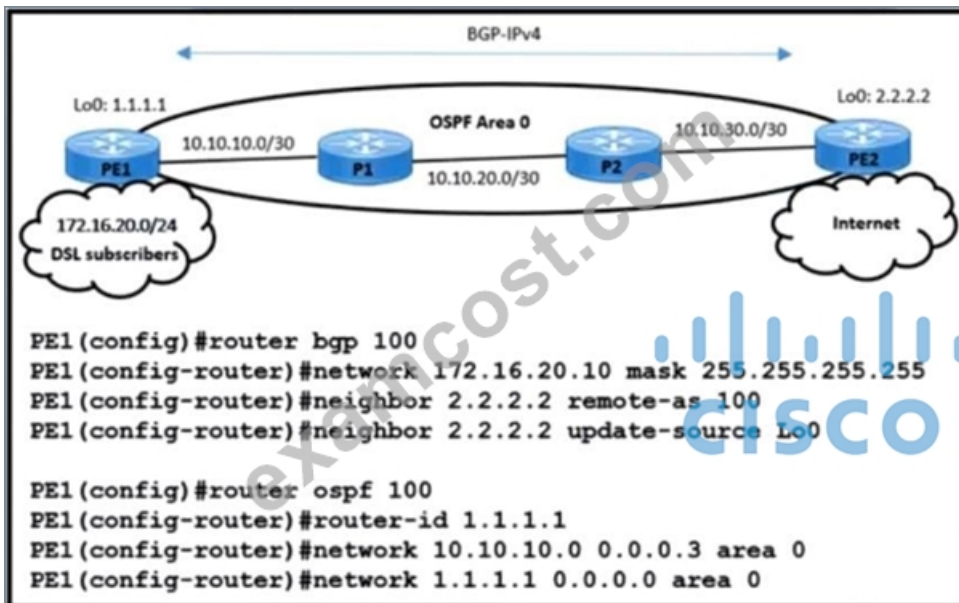 BGP-IPv4
Lo0: 1.1.1.1
Lo0: 2.2.2.2
OSPF Area 0
10.10.10.0/30
10.10.30.0/30
PE1
P1
P2
PE2
10.10.20.0/30
172.16.20.0/24
DSL subscribers
Internet
examcost.com
CISCO
PE1(config)#router bgp 100
PE1(config-router)#network 172.16.20.10 mask 255.255.255.255
PE1(config-router)#neighbor 2.2.2.2 remote-as 100
PE1(config-router)#neighbor 2.2.2.2 update-source Lo0
PE1(config)#router ospf 100
PE1(config-router)#router-id 1.1.1.1
PE1(config-router)#network 10.10.10.0 0.0.0.3 area 0
PE1(config-router)#network 1.1.1.1 0.0.0.0 area 0